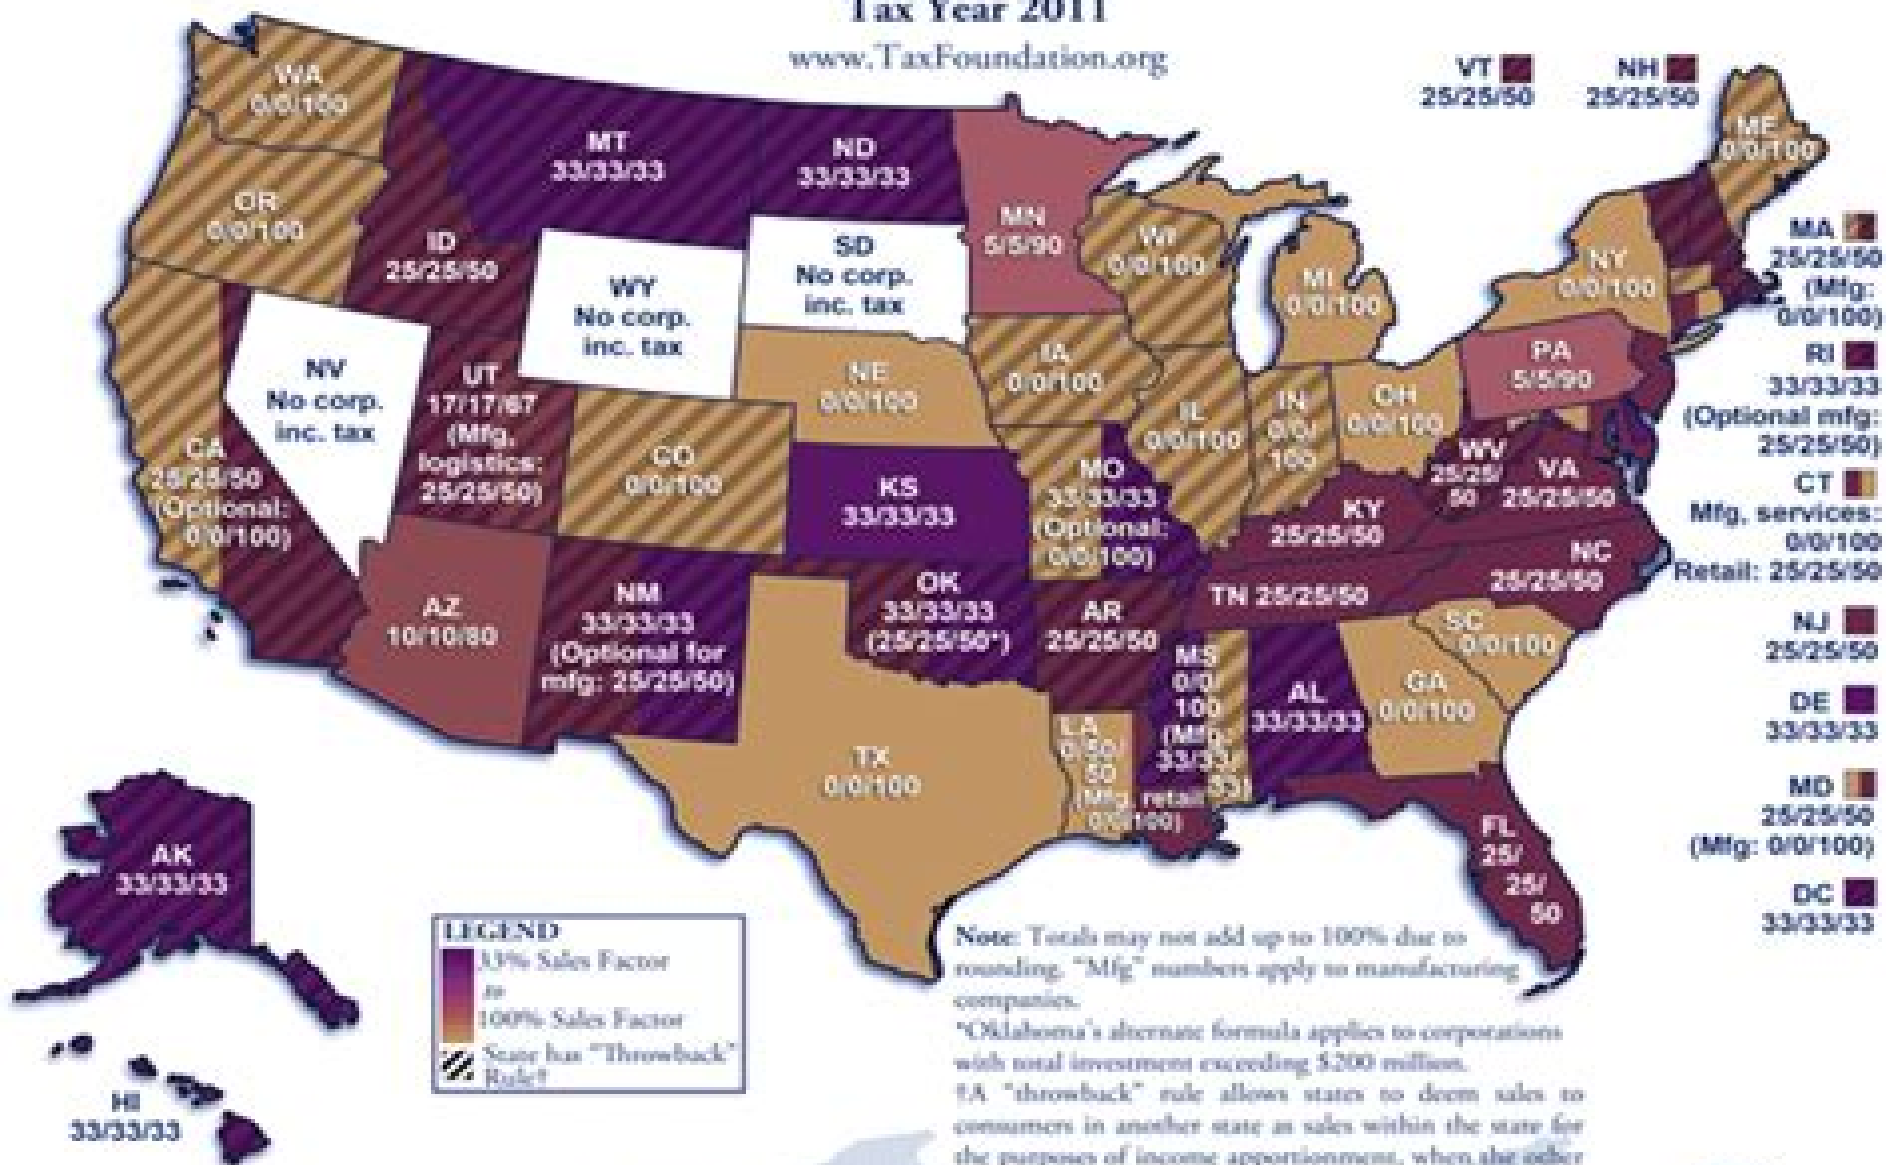 Tax Year 2011
www.TaxFoundation.org
VT
25/25/50
NH
25/25/50
WA
0/0/100
MT
33/33/33
ND
33/33/33
ME
0/0/100
OR
0/0/100
ID
25/25/50
MN
5/5/90
WI
0/0/100
MI
0/0/100
NY
0/0/100
SD
No corp.
inc. tax
WY
No corp.
inc. tax
NV
No corp.
inc. tax
UT
17/17/67
(Mfg,
logistics:
25/25/50)
NE
0/0/100
IA
0/0/100
IL
0/0/100
IN
0/0/
100
OH
0/0/100
PA
5/5/90
CA
25/25/50
(Optional:
0/0/100)
CO
0/0/100
KS
33/33/33
MO
33/33/33
(Optional:
0/0/100)
WV
25/25/
50
VA
25/25/50
KY
25/25/50
NC
25/25/50
TN 25/25/50
AZ
10/10/80
NM
33/33/33
(Optional for
mfg: 25/25/50)
OK
33/33/33
(25/25/50*)
AR
25/25/50
SC
0/0/100
MS
0/0
100
(Mfg:
33/33/
33)
AL
33/33/33
GA
0/0/100
TX
0/0/100
LA
0/50/
50
(Mfg, retail:
0/0/100)
FL
25/
25/
50
AK
33/33/33
HI
33/33/33
MA
25/25/50
(Mfg:
0/0/100)
RI
33/33/33
(Optional mfg:
25/25/50)
CT
Mfg, services:
0/0/100
Retail: 25/25/50
NJ
25/25/50
DE
33/33/33
MD
25/25/50
(Mfg: 0/0/100)
DC
33/33/33
LEGEND
33% Sales Factor
to
100% Sales Factor
State has "Throwback"
Rule†
Note: Totals may not add up to 100% due to
rounding. "Mfg" numbers apply to manufacturing
companies.
*Oklahoma's alternate formula applies to corporations
with total investment exceeding $200 million.
†A "throwback" rule allows states to deem sales to
consumers in another state as sales within the state for
the purposes of income apportionment, when the other